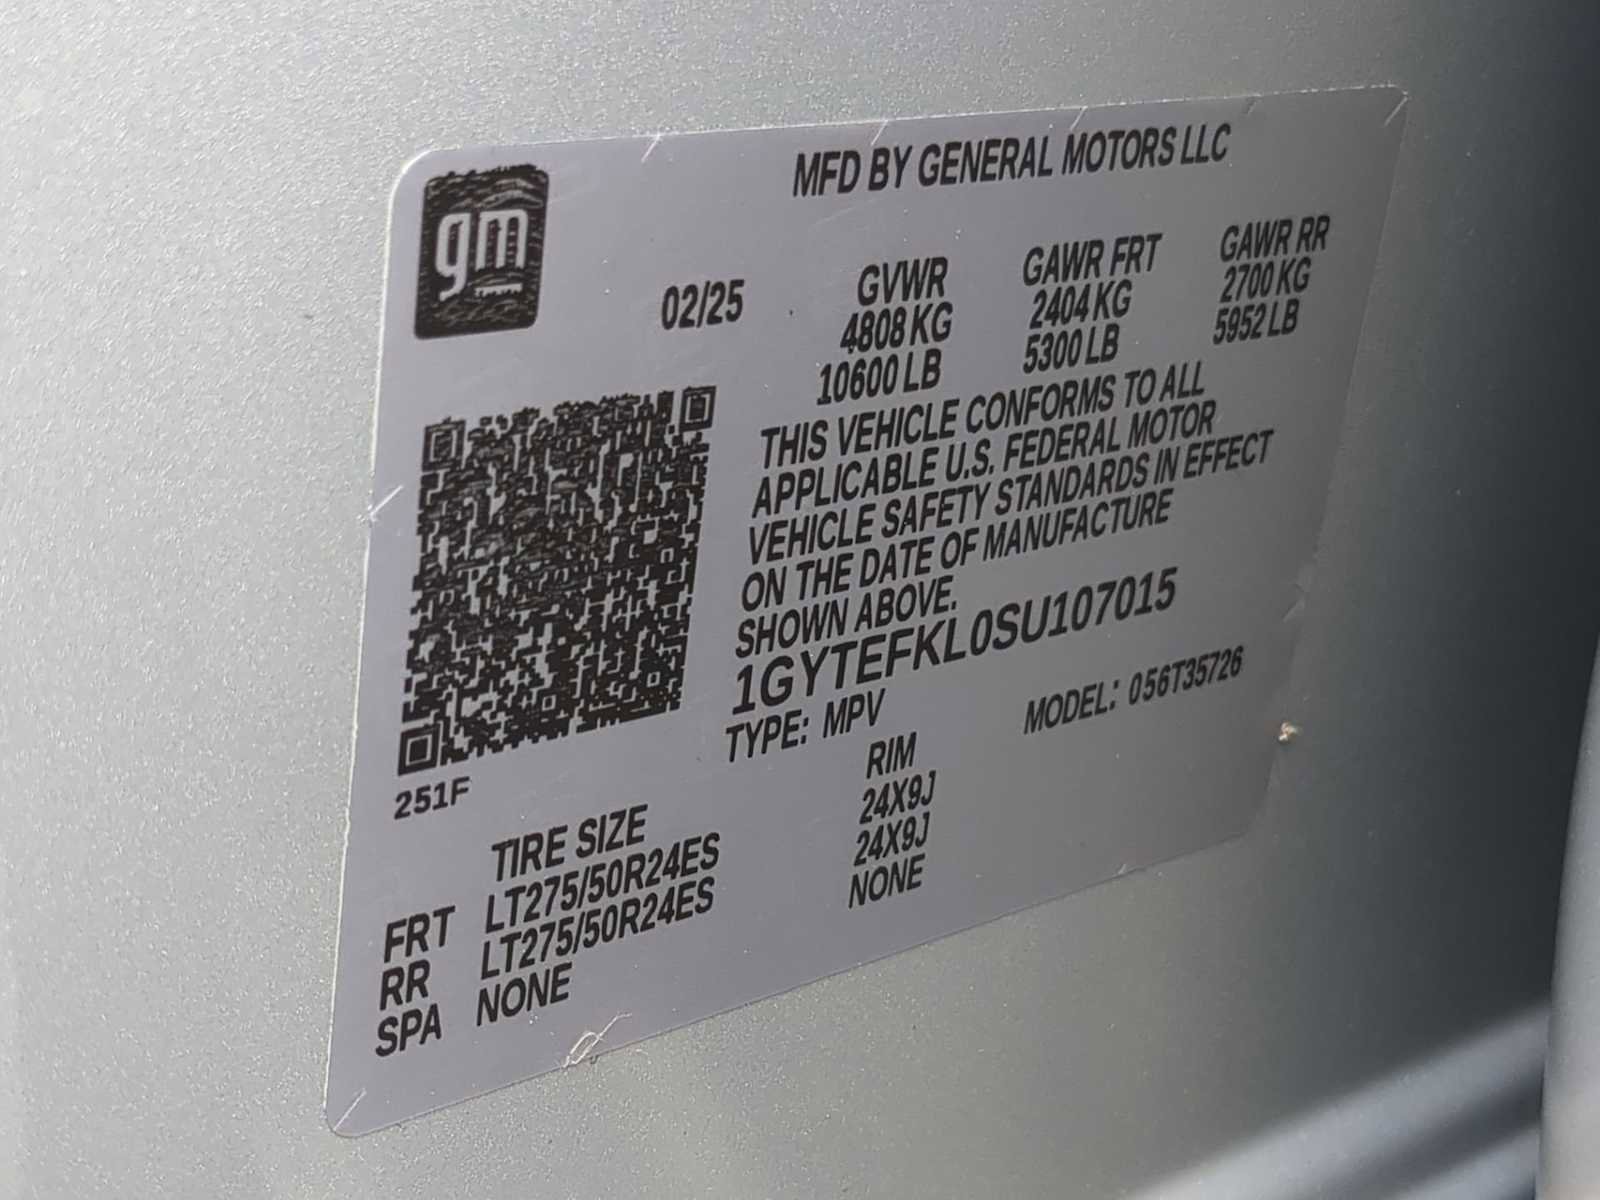 gm
MFD BY GENERAL MOTORS LLC
02/25 GVWR GAWR FRT GAWR RR
4808 KG 2404 KG 2700 KG
10600 LB 5300 LB 5952 LB
THIS VEHICLE CONFORMS TO ALL
APPLICABLE U.S. FEDERAL MOTOR
VEHICLE SAFETY STANDARDS IN EFFECT
ON THE DATE OF MANUFACTURE
SHOWN ABOVE.
1GYTEFKL0SU107015
TYPE: MPV MODEL: 056T35726
251F
TIRE SIZE RIM
FRT LT275/50R24ES 24X9J
RR LT275/50R24ES 24X9J
SPA NONE NONE